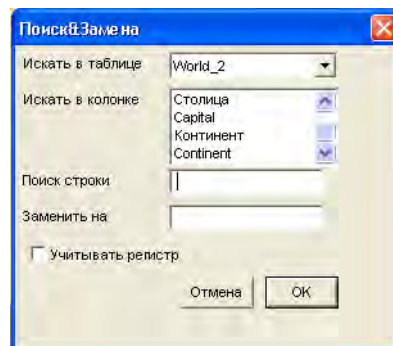 Поиск&Замена
Искать в таблице World_2
Искать в колонке Столица
Capital
Континент
Continent
Поиск строки
Заменить на
Учитывать регистр
Отмена OK